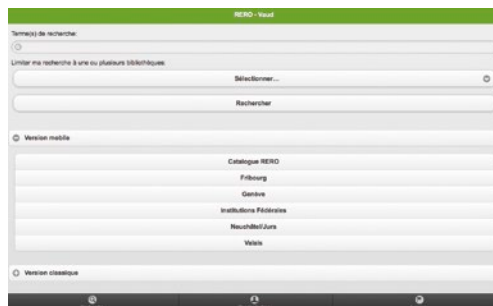 RERO - Vaud
Terme(s) de recherche:
Limiter ma recherche à une ou plusieurs bibliothèques:
Sélectionner...
Rechercher
Version mobile
Catalogue RERO
Fribourg
Genève
Institutions Fédérales
Neuchâtel/Jura
Valais
Version classique